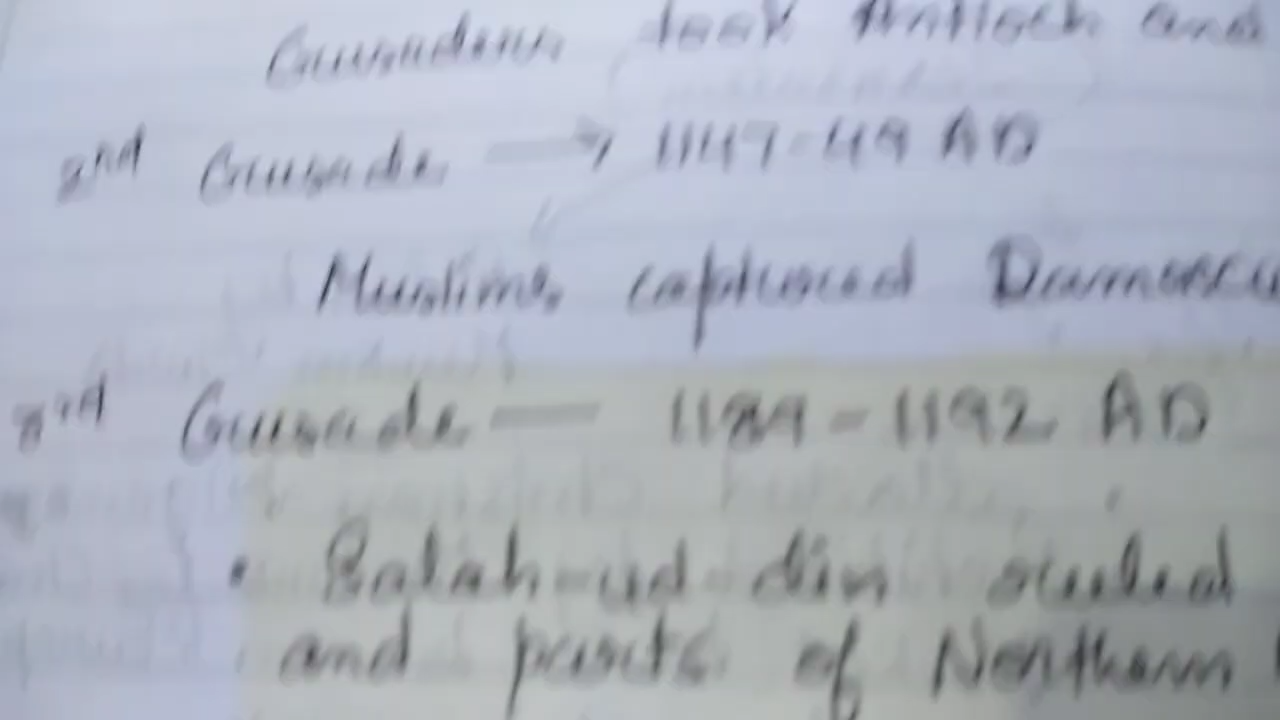 Crusaders took Antioch and
2nd Crusade → 1147-49 AD
Muslims captured
3rd Crusade — 1189-1192 AD
• Salah-ud-din ruled
and parts of Northern